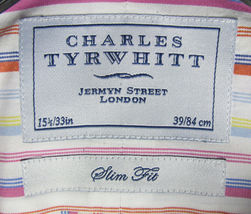 CHARLES
TYRWHITT
JERMYN STREET
LONDON
15½/33in 39/84 cm
Slim Fit